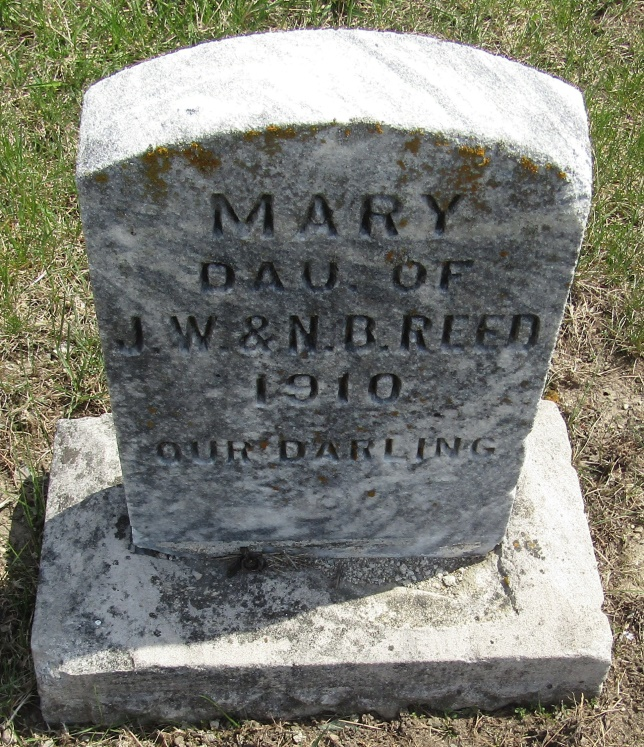 MARY
DAU. OF
J. W. & N. B. REED
1910
OUR DARLING